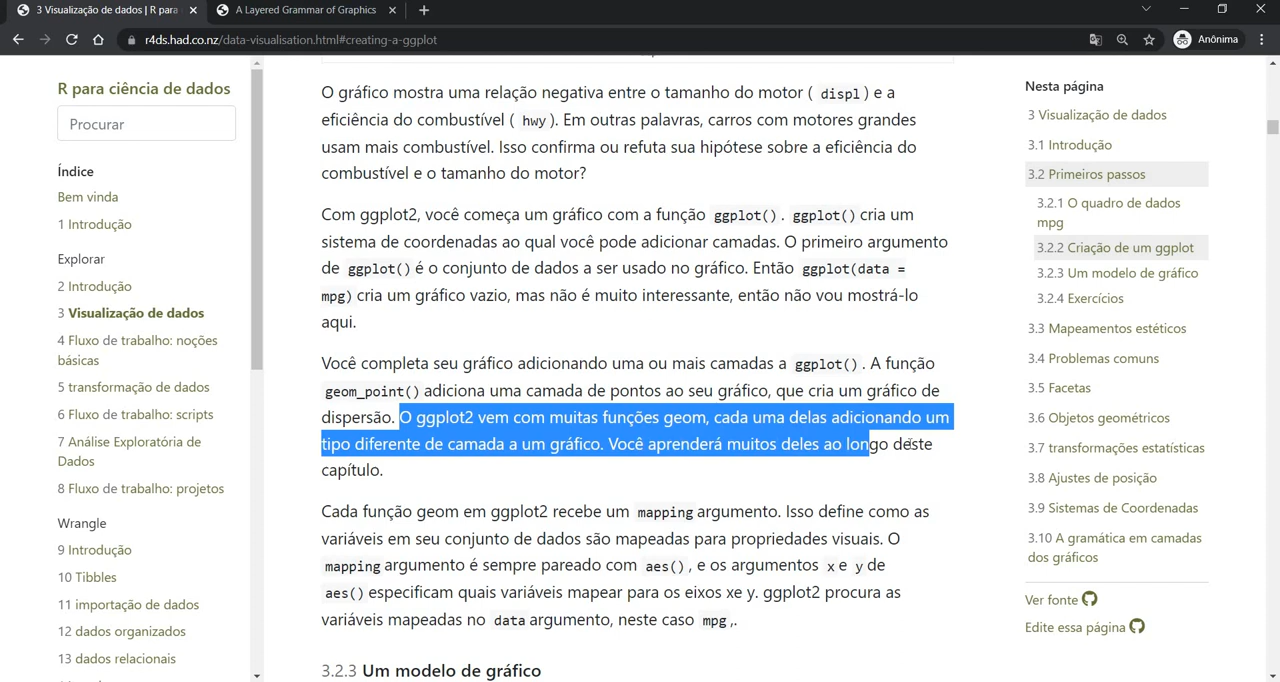 3 Visualização de dados | R para
A Layered Grammar of Graphics
r4ds.had.co.nz/data-visualisation.html#creating-a-ggplot
Anônima
R para ciência de dados
Procurar
Índice
Bem vinda
1 Introdução
Explorar
2 Introdução
3 Visualização de dados
4 Fluxo de trabalho: noções
básicas
5 transformação de dados
6 Fluxo de trabalho: scripts
7 Análise Exploratória de
Dados
8 Fluxo de trabalho: projetos
Wrangle
9 Introdução
10 Tibbles
11 importação de dados
12 dados organizados
13 dados relacionais
O gráfico mostra uma relação negativa entre o tamanho do motor ( displ ) e a
eficiência do combustível ( hwy ). Em outras palavras, carros com motores grandes
usam mais combustível. Isso confirma ou refuta sua hipótese sobre a eficiência do
combustível e o tamanho do motor?
Com ggplot2, você começa um gráfico com a função ggplot() . ggplot() cria um
sistema de coordenadas ao qual você pode adicionar camadas. O primeiro argumento
de ggplot() é o conjunto de dados a ser usado no gráfico. Então ggplot(data =
mpg) cria um gráfico vazio, mas não é muito interessante, então não vou mostrá-lo
aqui.
Você completa seu gráfico adicionando uma ou mais camadas a ggplot() . A função
geom_point() adiciona uma camada de pontos ao seu gráfico, que cria um gráfico de
dispersão. O ggplot2 vem com muitas funções geom, cada uma delas adicionando um
tipo diferente de camada a um gráfico. Você aprenderá muitos deles ao longo deste
capítulo.
Cada função geom em ggplot2 recebe um mapping argumento. Isso define como as
variáveis em seu conjunto de dados são mapeadas para propriedades visuais. O
mapping argumento é sempre pareado com aes() , e os argumentos x e y de
aes() especificam quais variáveis mapear para os eixos xe y. ggplot2 procura as
variáveis mapeadas no data argumento, neste caso mpg ,.
3.2.3 Um modelo de gráfico
Nesta página
3 Visualização de dados
3.1 Introdução
3.2 Primeiros passos
3.2.1 O quadro de dados
mpg
3.2.2 Criação de um ggplot
3.2.3 Um modelo de gráfico
3.2.4 Exercícios
3.3 Mapeamentos estéticos
3.4 Problemas comuns
3.5 Facetas
3.6 Objetos geométricos
3.7 transformações estatísticas
3.8 Ajustes de posição
3.9 Sistemas de Coordenadas
3.10 A gramática em camadas
dos gráficos
Ver fonte
Edite essa página